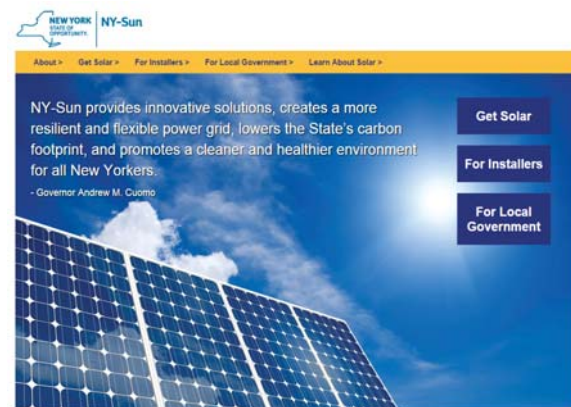 NEW YORK
STATE OF
OPPORTUNITY.
NY-Sun
About >
Get Solar >
For Installers >
For Local Government >
Learn About Solar >
NY-Sun provides innovative solutions, creates a more
resilient and flexible power grid, lowers the State's carbon
footprint, and promotes a cleaner and healthier environment
for all New Yorkers.
- Governor Andrew M. Cuomo
Get Solar
For Installers
For Local
Government